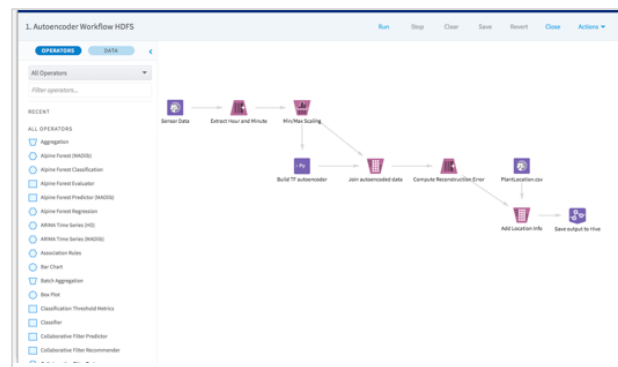 1. Autoencoder Workflow HDFS
Run
Stop
Clear
Save
Revert
Close
Actions
OPERATORS
DATA
All Operators
Filter operators...
RECENT
ALL OPERATORS
Aggregation
Alpine Forest (MADlib)
Alpine Forest Classification
Alpine Forest Evaluator
Alpine Forest Predictor (MADlib)
Alpine Forest Regression
ARIMA Time Series (HD)
ARIMA Time Series (MADlib)
Association Rules
Bar Chart
Batch Aggregation
Box Plot
Classification Threshold Metrics
Classifier
Collaborative Filter Predictor
Collaborative Filter Recommender
Sensor Data
Extract Hour and Minute
Min/Max Scaling
Py
Build TF autoencoder
Join autoencoded data
Compute Reconstruction Error
PlantLocation.csv
Add Location Info
Save output to Hive